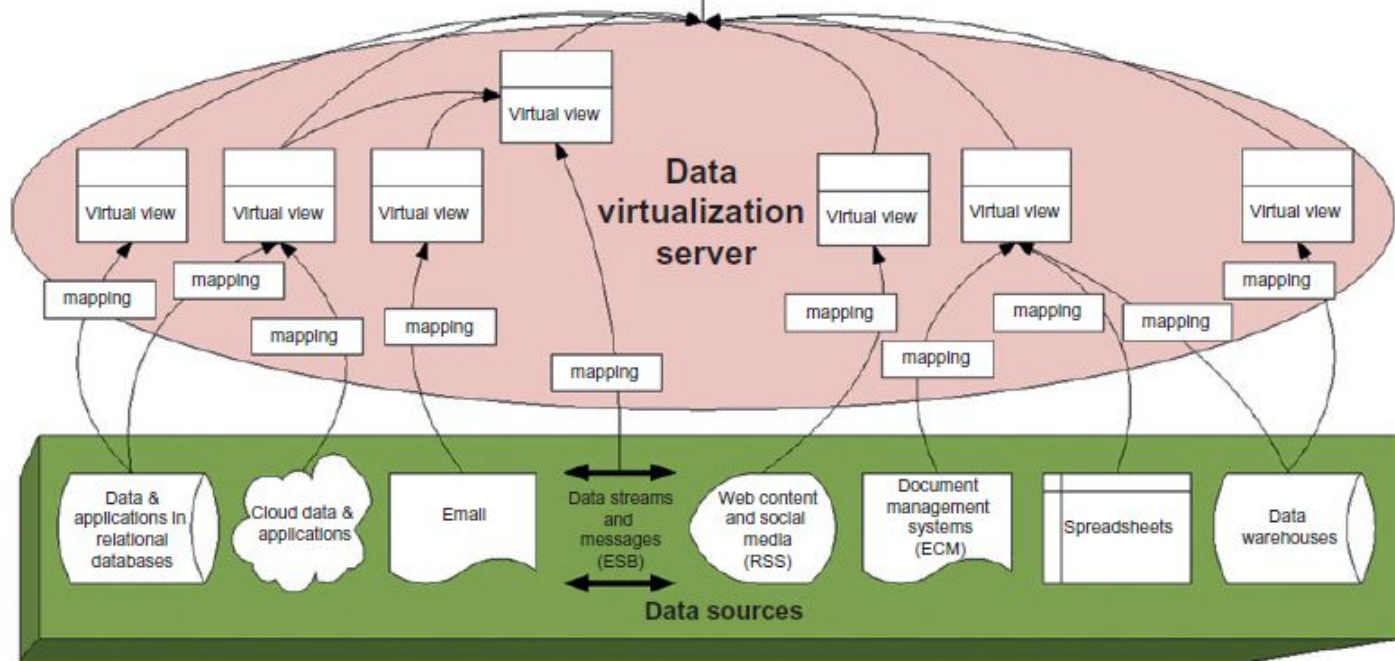 Virtual view
Data
virtualization
server
Virtual view
Virtual view
Virtual view
Virtual view
Virtual view
Virtual view
mapping
mapping
mapping
mapping
mapping
mapping
mapping
mapping
mapping
mapping
Data &
applications in
relational
databases
Cloud data &
applications
Email
Data streams
and
messages
(ESB)
Web content
and social
media
(RSS)
Document
management
systems
(ECM)
Spreadsheets
Data
warehouses
Data sources